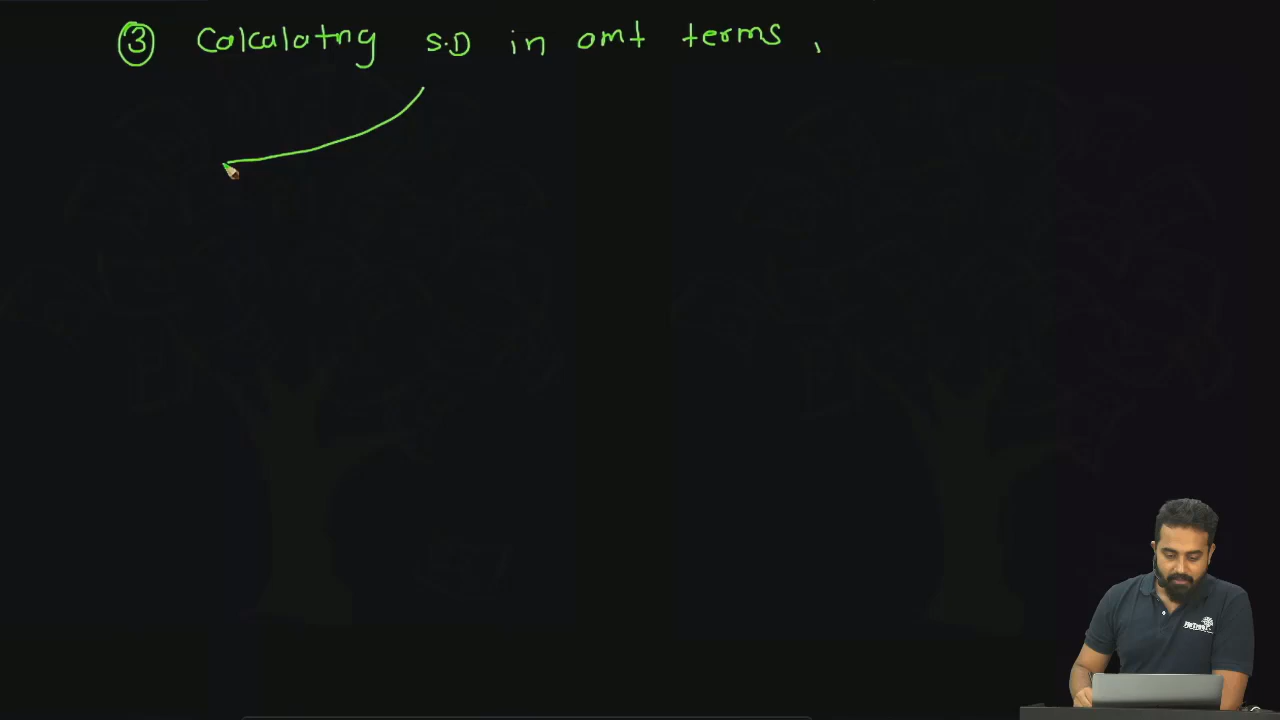 ③ Calculatng S.D in amt terms,